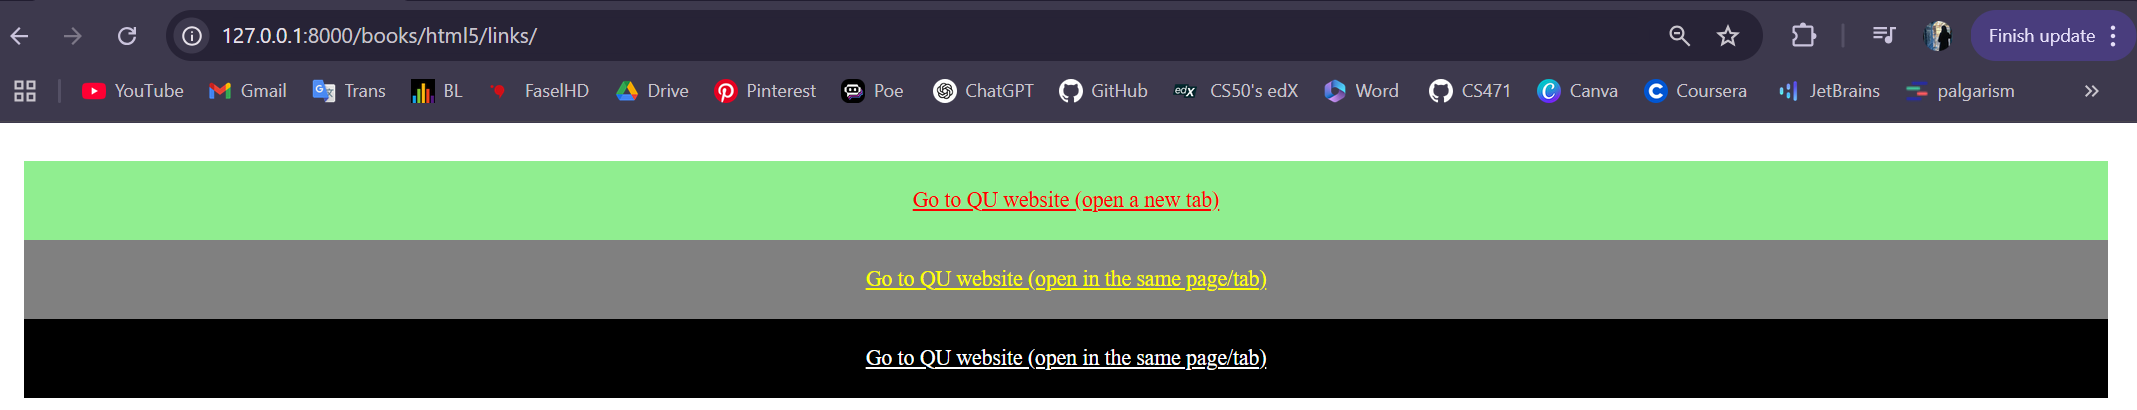 127.0.0.1:8000/books/html5/links/
Finish update
YouTube Gmail Trans BL FaselHD Drive Pinterest Poe ChatGPT GitHub edX CS50's edX Word CS471 Canva Coursera JetBrains palgarism
Go to QU website (open a new tab)
Go to QU website (open in the same page/tab)
Go to QU website (open in the same page/tab)